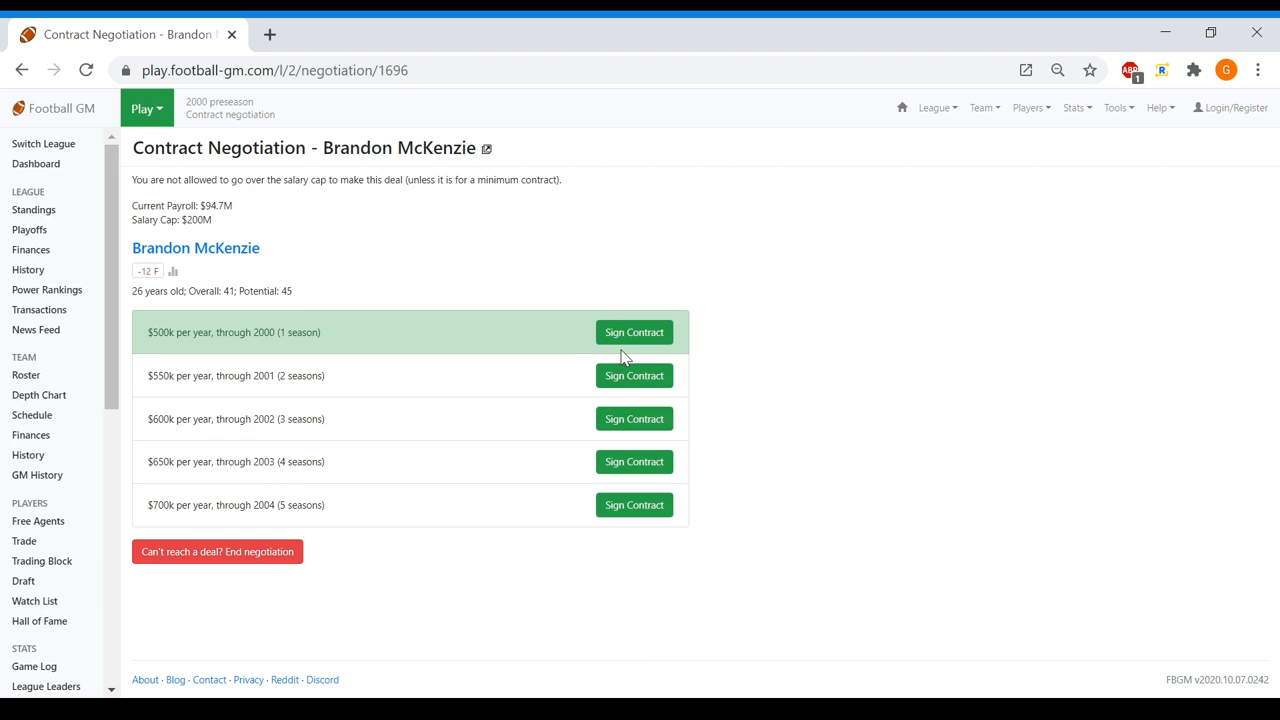 Contract Negotiation - Brandon
play.football-gm.com/l/2/negotiation/1696
ABP
1
R
G
Football GM
Play
2000 preseason
Contract negotiation
League
Team
Players
Stats
Tools
Help
Login/Register
Switch League
Dashboard
LEAGUE
Standings
Playoffs
Finances
History
Power Rankings
Transactions
News Feed
TEAM
Roster
Depth Chart
Schedule
Finances
History
GM History
PLAYERS
Free Agents
Trade
Trading Block
Draft
Watch List
Hall of Fame
STATS
Game Log
League Leaders
Contract Negotiation - Brandon McKenzie
You are not allowed to go over the salary cap to make this deal (unless it is for a minimum contract).
Current Payroll: $94.7M
Salary Cap: $200M
Brandon McKenzie
-12 F
26 years old; Overall: 41; Potential: 45
$500k per year, through 2000 (1 season) Sign Contract
$550k per year, through 2001 (2 seasons) Sign Contract
$600k per year, through 2002 (3 seasons) Sign Contract
$650k per year, through 2003 (4 seasons) Sign Contract
$700k per year, through 2004 (5 seasons) Sign Contract
Can't reach a deal? End negotiation
About · Blog · Contact · Privacy · Reddit · Discord
FBGM v2020.10.07.0242